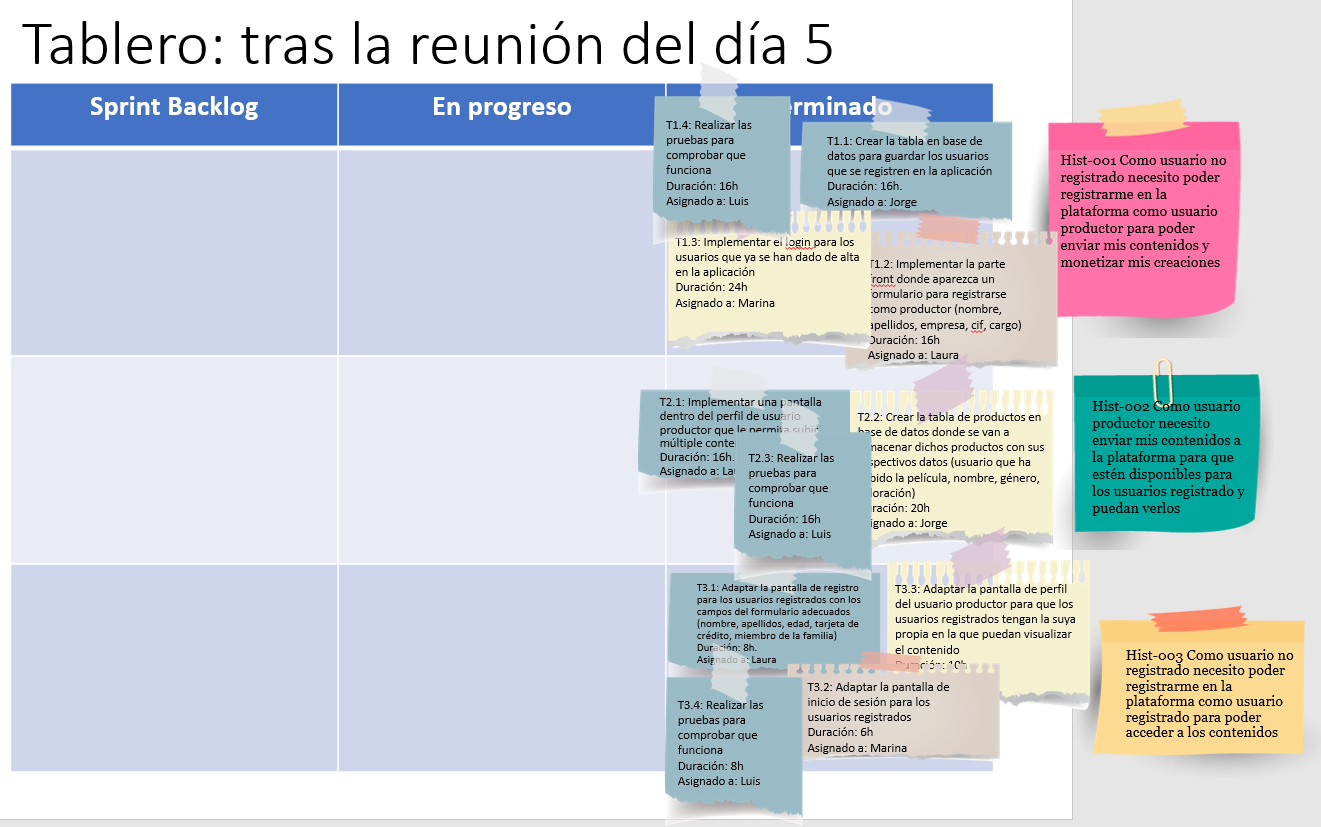 Tablero: tras la reunión del día 5
Sprint Backlog
En progreso
erminado
T1.4: Realizar las
pruebas para
comprobar que
funciona
Duración: 16h
Asignado a: Luis
T1.1: Crear la tabla en base de
datos para guardar los usuarios
que se registren en la aplicación
Duración: 16h.
Asignado a: Jorge
T1.3: Implementar el login para los
usuarios que ya se han dado de alta
en la aplicación
Duración: 24h
Asignado a: Marina
T1.2: Implementar la parte
front donde aparezca un
formulario para registrarse
como productor (nombre,
apellidos, empresa, cif, cargo)
Duración: 16h
Asignado a: Laura
Hist-001 Como usuario no
registrado necesito poder
registrarme en la
plataforma como usuario
productor para poder
enviar mis contenidos y
monetizar mis creaciones
T2.1: Implementar una pantalla
dentro del perfil de usuario
productor que le permita subir
múltiple conte
Duración: 16h.
Asignado a: Lau
T2.3: Realizar las
pruebas para
comprobar que
funciona
Duración: 16h
Asignado a: Luis
T2.2: Crear la tabla de productos en
base de datos donde se van a
lmacenar dichos productos con sus
spectivos datos (usuario que ha
bido la película, nombre, género,
loración)
ración: 20h
ignado a: Jorge
Hist-002 Como usuario
productor necesito
enviar mis contenidos a
la plataforma para que
estén disponibles para
los usuarios registrado y
puedan verlos
T3.1: Adaptar la pantalla de registro
para los usuarios registrados con los
campos del formulario adecuados
(nombre, apellidos, edad, tarjeta de
crédito, miembro de la familia)
Duración: 8h.
Asignado a: Laura
T3.3: Adaptar la pantalla de perfil
del usuario productor para que los
usuarios registrados tengan la suya
propia en la que puedan visualizar
el contenido
Duración: 10h
T3.4: Realizar las
pruebas para
comprobar que
funciona
Duración: 8h
Asignado a: Luis
T3.2: Adaptar la pantalla de
inicio de sesión para los
usuarios registrados
Duración: 6h
Asignado a: Marina
Hist-003 Como usuario no
registrado necesito poder
registrarme en la
plataforma como usuario
registrado para poder
acceder a los contenidos